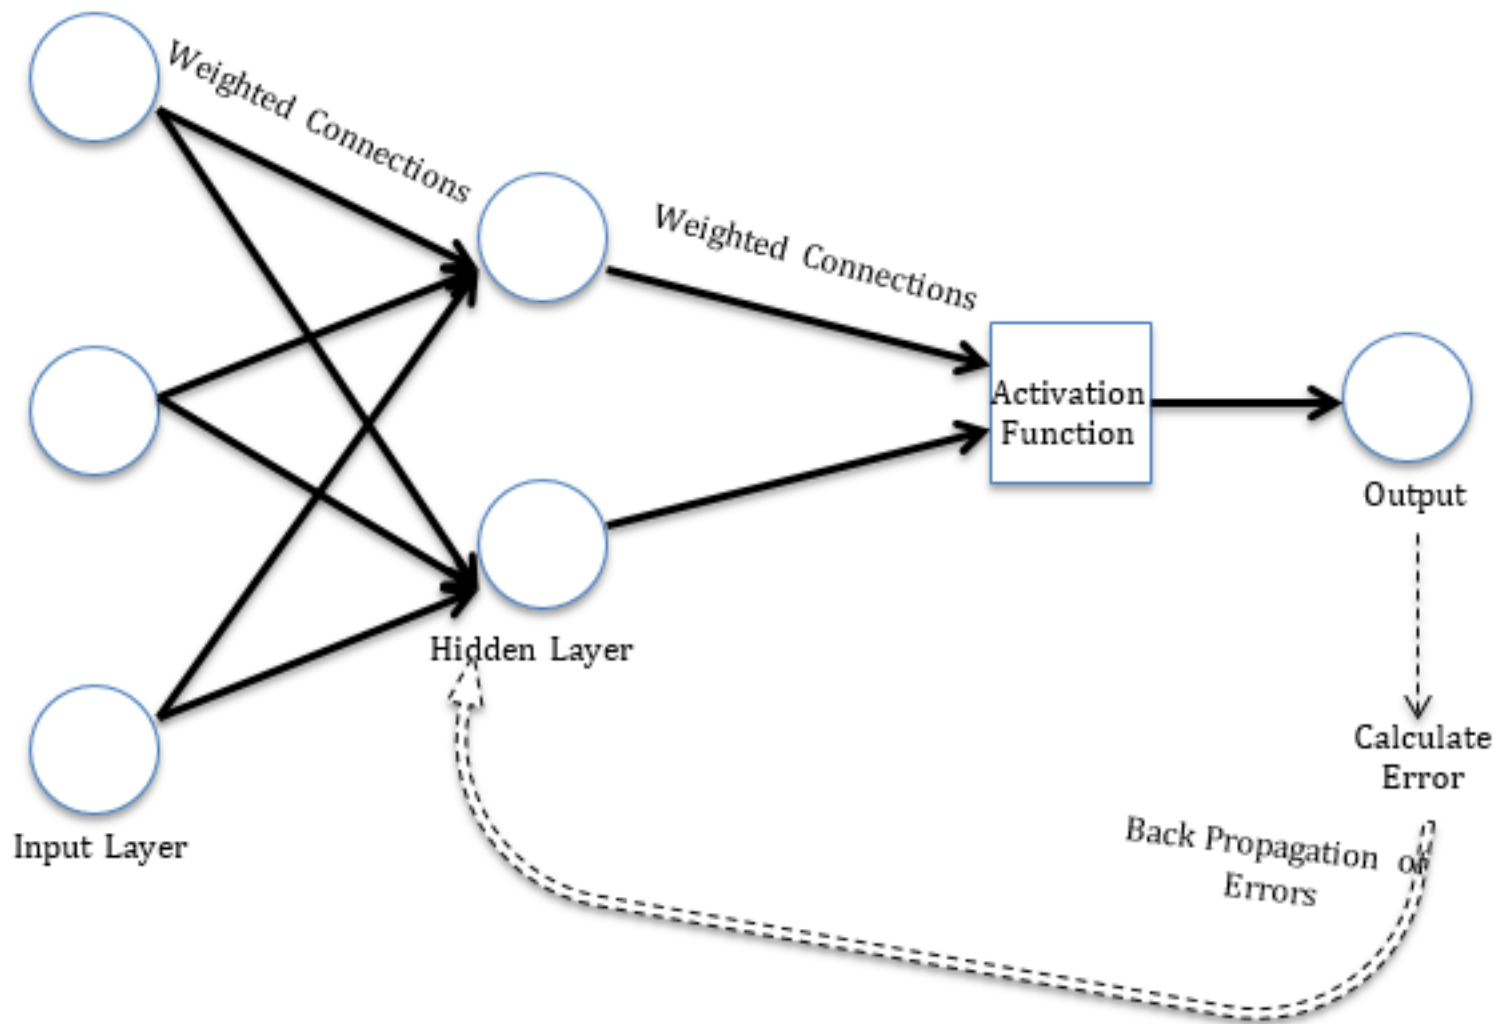 Weighted Connections
Weighted Connections
Activation
Function
Output
Hidden Layer
Calculate
Error
Input Layer
Back Propagation of
Errors